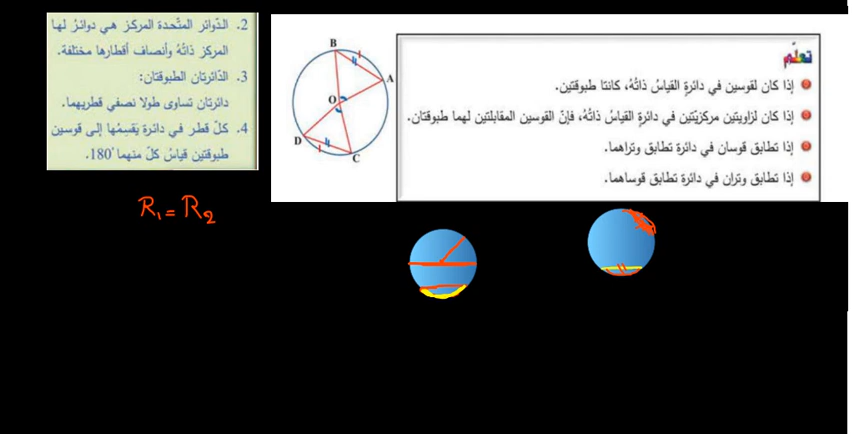 2. الدّوائر المتّحدة المركز هي دوائرُ لها
المركز ذاتُهُ وأنصاف أقطارها مختلفة.
3. الدّائرتان الطبوقتان:
دائرتان تساوى طولا نصفي قطريهما.
4. كلّ قطر في دائرة يَقسِمُها إلى قوسين
طبوقتين قياسُ كلّ منهما 180°.
تعلّم
إذا كان لقوسين في دائرةٍ القياسُ ذاتُهُ، كانتا طبوقتين.
إذا كان لزاويتين مركزيّتين في دائرةٍ القياسُ ذاتُهُ، فإنّ القوسين المقابلتين لهما طبوقتان.
إذا تطابق قوسان في دائرة تطابق وتراهما.
إذا تطابق وتران في دائرة تطابق قوساهما.
B
A
O
D
C
R₁ = R₂